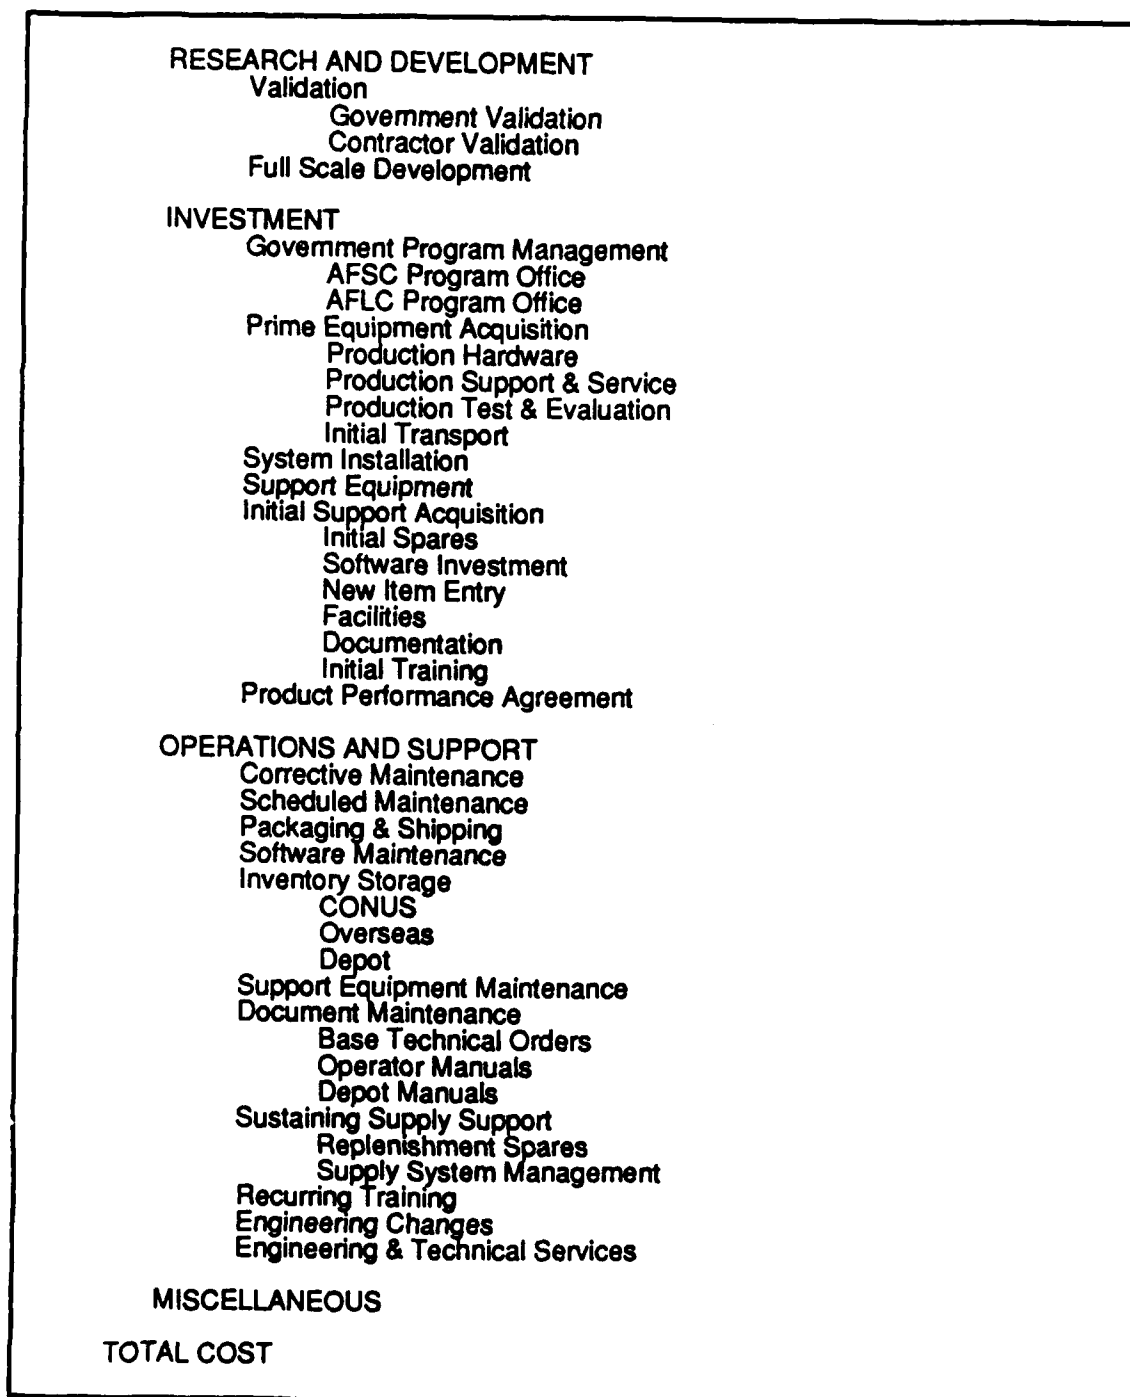 RESEARCH AND DEVELOPMENT
Validation
Government Validation
Contractor Validation
Full Scale Development
INVESTMENT
Government Program Management
AFSC Program Office
AFLC Program Office
Prime Equipment Acquisition
Production Hardware
Production Support & Service
Production Test & Evaluation
Initial Transport
System Installation
Support Equipment
Initial Support Acquisition
Initial Spares
Software Investment
New Item Entry
Facilities
Documentation
Initial Training
Product Performance Agreement
OPERATIONS AND SUPPORT
Corrective Maintenance
Scheduled Maintenance
Packaging & Shipping
Software Maintenance
Inventory Storage
CONUS
Overseas
Depot
Support Equipment Maintenance
Document Maintenance
Base Technical Orders
Operator Manuals
Depot Manuals
Sustaining Supply Support
Replenishment Spares
Supply System Management
Recurring Training
Engineering Changes
Engineering & Technical Services
MISCELLANEOUS
TOTAL COST